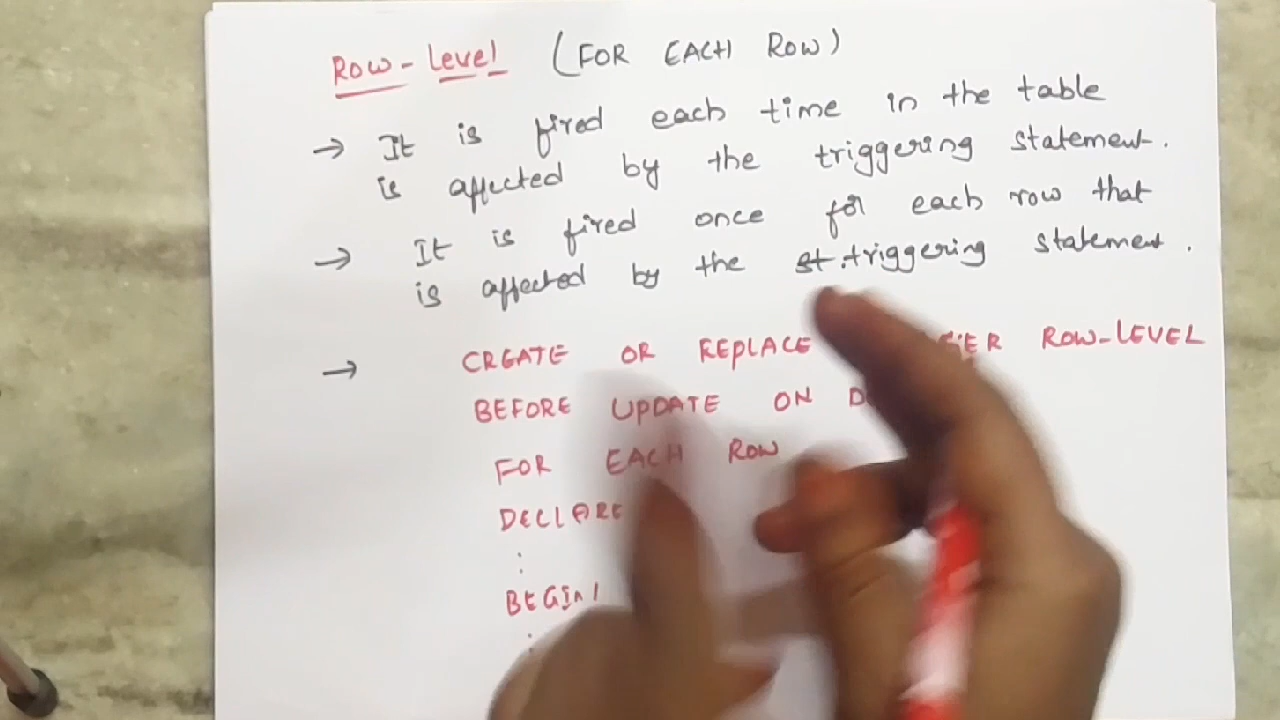 Row-Level (FOR EACH ROW)
→ It is fired each time in the table
is affected by the triggering statement.
→ It is fired once for each row that
is affected by the triggering statement.
→ CREATE OR REPLACE ROW-LEVEL
BEFORE UPDATE ON
FOR EACH ROW
DECLARE
:
BEGIN